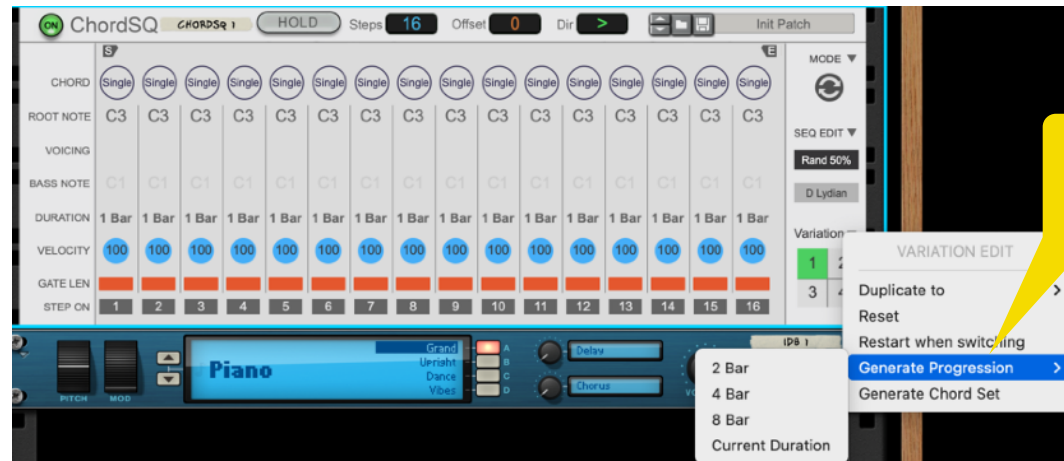 ON ChordSQ CHORDSQ 1 HOLD Steps 16 Offset 0 Dir > Init Patch
S E
MODE ▼
CHORD Single Single Single Single Single Single Single Single Single Single Single Single Single Single Single Single
ROOT NOTE C3 C3 C3 C3 C3 C3 C3 C3 C3 C3 C3 C3 C3 C3 C3 C3
SEQ EDIT ▼
VOICING
Rand 50%
BASS NOTE C1 C1 C1 C1 C1 C1 C1 C1 C1 C1 C1 C1 C1 C1 C1 C1
D Lydian
DURATION 1 Bar 1 Bar 1 Bar 1 Bar 1 Bar 1 Bar 1 Bar 1 Bar 1 Bar 1 Bar 1 Bar 1 Bar 1 Bar 1 Bar 1 Bar 1 Bar
Variation
VELOCITY 100 100 100 100 100 100 100 100 100 100 100 100 100 100 100 100
1 2
GATE LEN
3 4
STEP ON 1 2 3 4 5 6 7 8 9 10 11 12 13 14 15 16
VARIATION EDIT
Duplicate to >
Reset
Restart when switching
Generate Progression >
Generate Chord Set
2 Bar
4 Bar
8 Bar
Current Duration
PITCH MOD
Piano
Grand A
Upright B
Dance C
Vibes D
Delay
Chorus